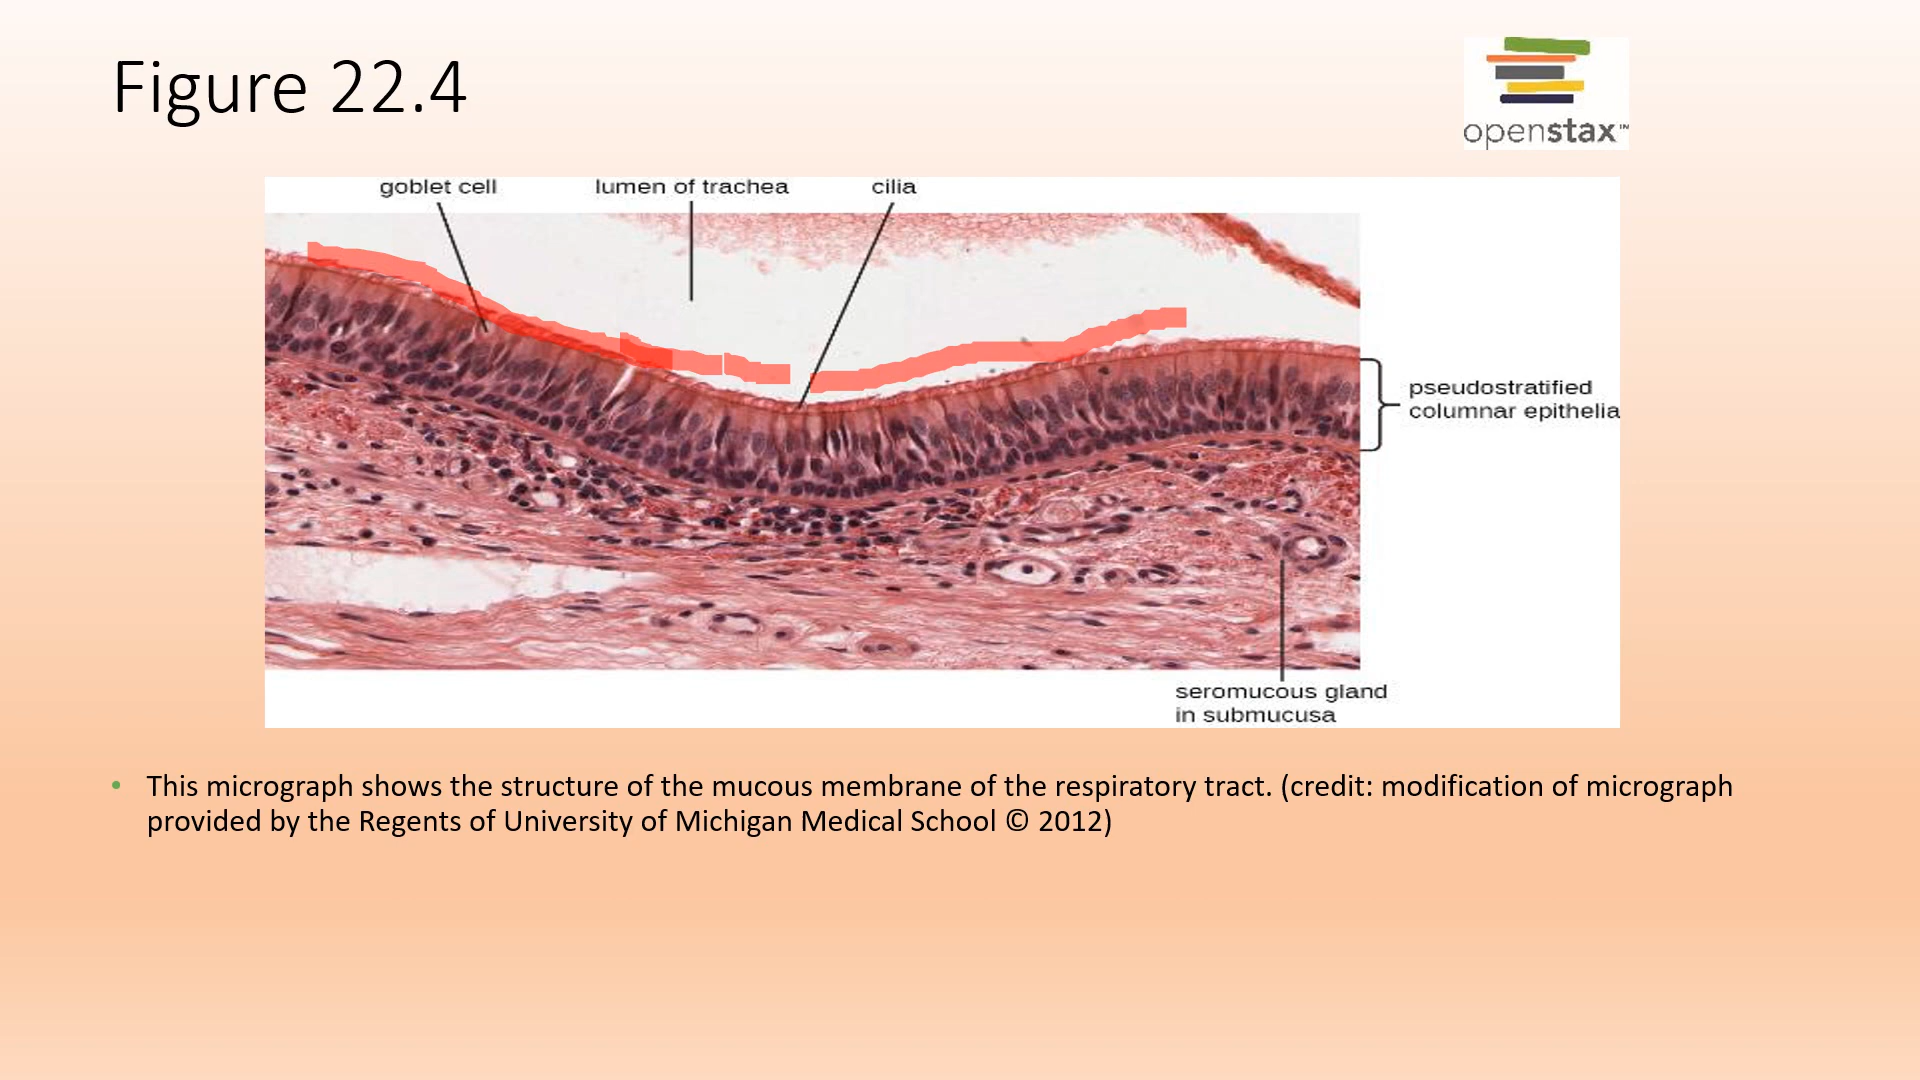 Figure 22.4
openstax™
goblet cell
lumen of trachea
cilia
pseudostratified
columnar epithelia
seromucous gland
in submucusa
• This micrograph shows the structure of the mucous membrane of the respiratory tract. (credit: modification of micrograph
provided by the Regents of University of Michigan Medical School © 2012)